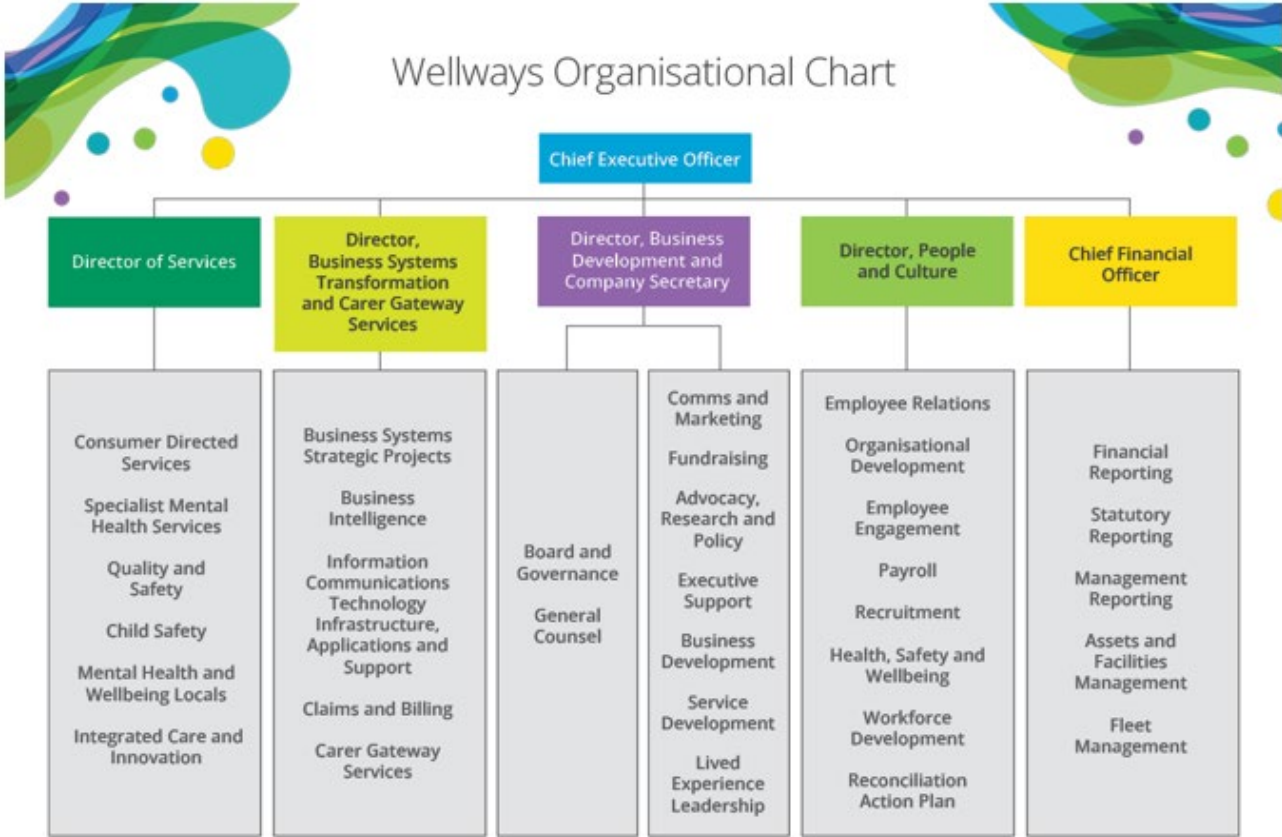 Wellways Organisational Chart
Chief Executive Officer
Director of Services
Director,
Business Systems
Transformation
and Carer Gateway
Services
Director, Business
Development and
Company Secretary
Director, People
and Culture
Chief Financial
Officer
Consumer Directed
Services
Specialist Mental
Health Services
Quality and
Safety
Child Safety
Mental Health and
Wellbeing Locals
Integrated Care and
Innovation
Business Systems
Strategic Projects
Business
Intelligence
Information
Communications
Technology
Infrastructure,
Applications and
Support
Claims and Billing
Carer Gateway
Services
Board and
Governance
General
Counsel
Comms and
Marketing
Fundraising
Advocacy,
Research and
Policy
Executive
Support
Business
Development
Service
Development
Lived
Experience
Leadership
Employee Relations
Organisational
Development
Employee
Engagement
Payroll
Recruitment
Health, Safety and
Wellbeing
Workforce
Development
Reconciliation
Action Plan
Financial
Reporting
Statutory
Reporting
Management
Reporting
Assets and
Facilities
Management
Fleet
Management